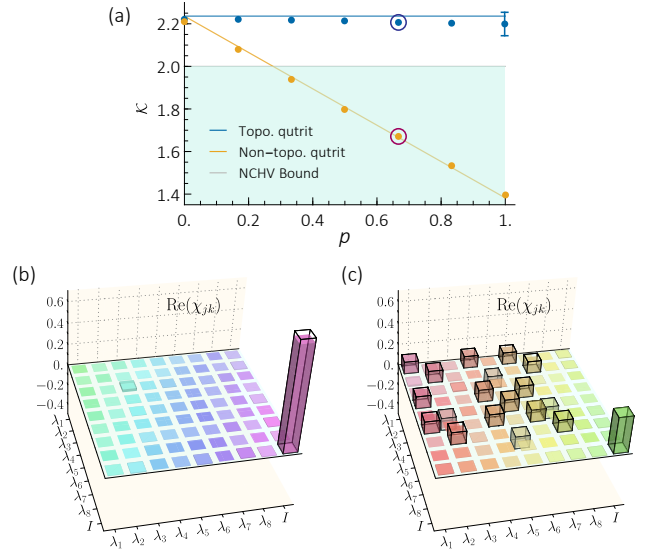 (a)
2.2
2.0
1.8
1.6
1.4
𝒦
Topo. qutrit
Non-topo. qutrit
NCHV Bound
0. 0.2 0.4 0.6 0.8 1.
p
(b)
Re(χjk)
0.6
0.4
0.2
0.
−0.2
−0.4
λ1
λ2
λ3
λ4
λ5
λ6
λ7
λ8
I
λ1 λ2 λ3 λ4 λ5 λ6 λ7 λ8 I
(c)
Re(χjk)
0.6
0.4
0.2
0.
−0.2
−0.4
λ1
λ2
λ3
λ4
λ5
λ6
λ7
λ8
I
λ1 λ2 λ3 λ4 λ5 λ6 λ7 λ8 I